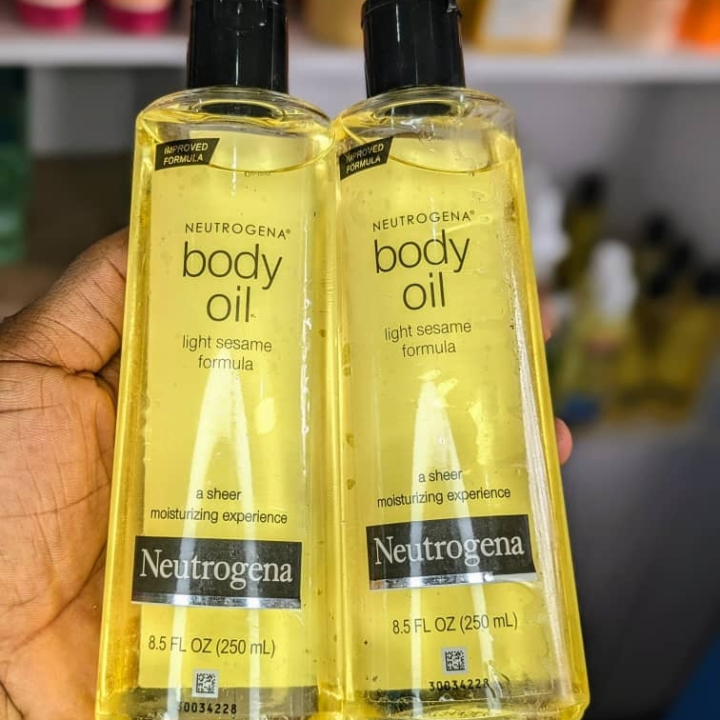 IMPROVED
FORMULA
NEUTROGENA®
body
oil
light sesame
formula
a sheer
moisturizing experience
Neutrogena
8.5 FL OZ (250 mL)
30034228
IMPROVED
FORMULA
NEUTROGENA®
body
oil
light sesame
formula
a sheer
moisturizing experience
Neutrogena
8.5 FL OZ (250 mL)
30034228